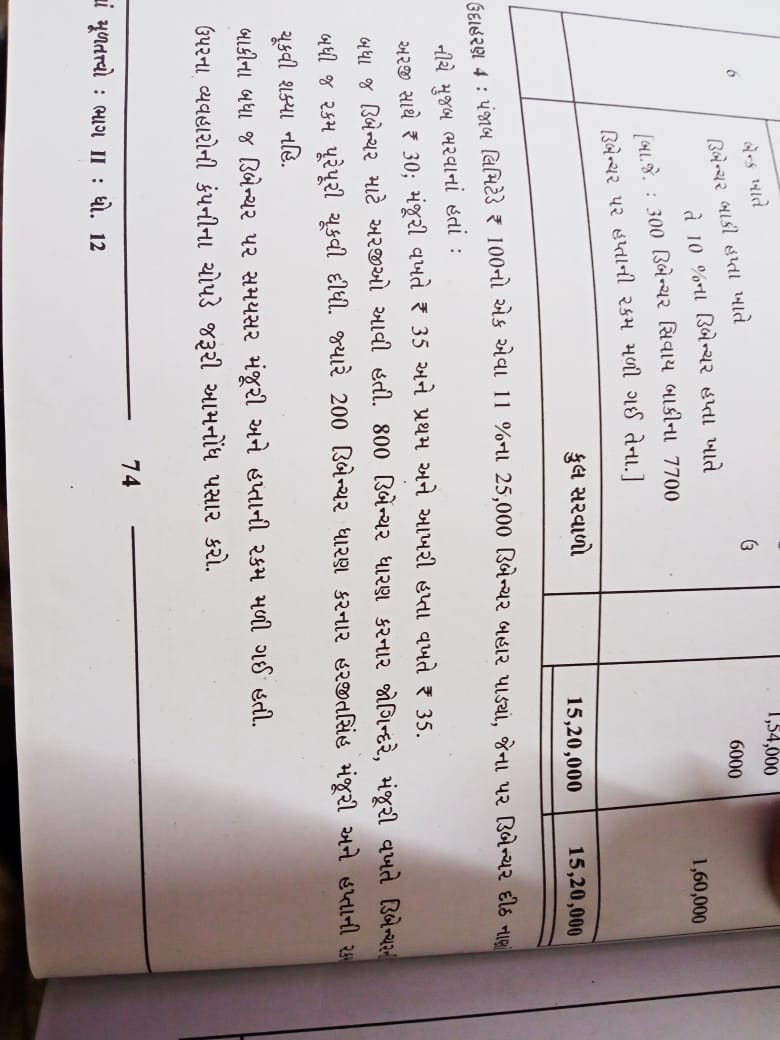 1,54,000
6 બેન્ક ખાતે 6000
ડિબેન્ચર બાકી હપ્તા ખાતે ઉ
તે 10 %ના ડિબેન્ચર હપ્તા ખાતે 1,60,000
[બા.જે. : 300 ડિબેન્ચર સિવાય બાકીના 7700
ડિબેન્ચર પર હપ્તાની રકમ મળી ગઈ તેના.]
કુલ સરવાળો 15,20,000 15,20,000
ઉદાહરણ 4 : પંજાબ લિમિટેડે ₹ 100નો એક એવા 11 %ના 25,000 ડિબેન્ચર બહાર પાડ્યાં, જેના પર ડિબેન્ચર દીઠ નાણાં
નીચે મુજબ ભરવાનાં હતાં :
અરજી સાથે ₹ 30; મંજૂરી વખતે ₹ 35 અને પ્રથમ અને આખરી હપ્તા વખતે ₹ 35.
બધા જ ડિબેન્ચર માટે અરજીઓ આવી હતી. 800 ડિબેન્ચર ધારણ કરનાર જોગિન્દરે, મંજૂરી વખતે ડિબેન્ચરની
બધી જ રકમ પૂરેપૂરી ચૂકવી દીધી. જ્યારે 200 ડિબેન્ચર ધારણ કરનાર હરજીતસિંહ મંજૂરી અને હપ્તાની રકમ
ચૂકવી શક્યા નહિ.
બાકીના બધા જ ડિબેન્ચર પર સમયસર મંજૂરી અને હપ્તાની રકમ મળી ગઈ હતી.
ઉપરના વ્યવહારોની કંપનીના ચોપડે જરૂરી આમનોંધ પસાર કરો.
મૂળતત્ત્વો : ભાગ II : ધો. 12 74